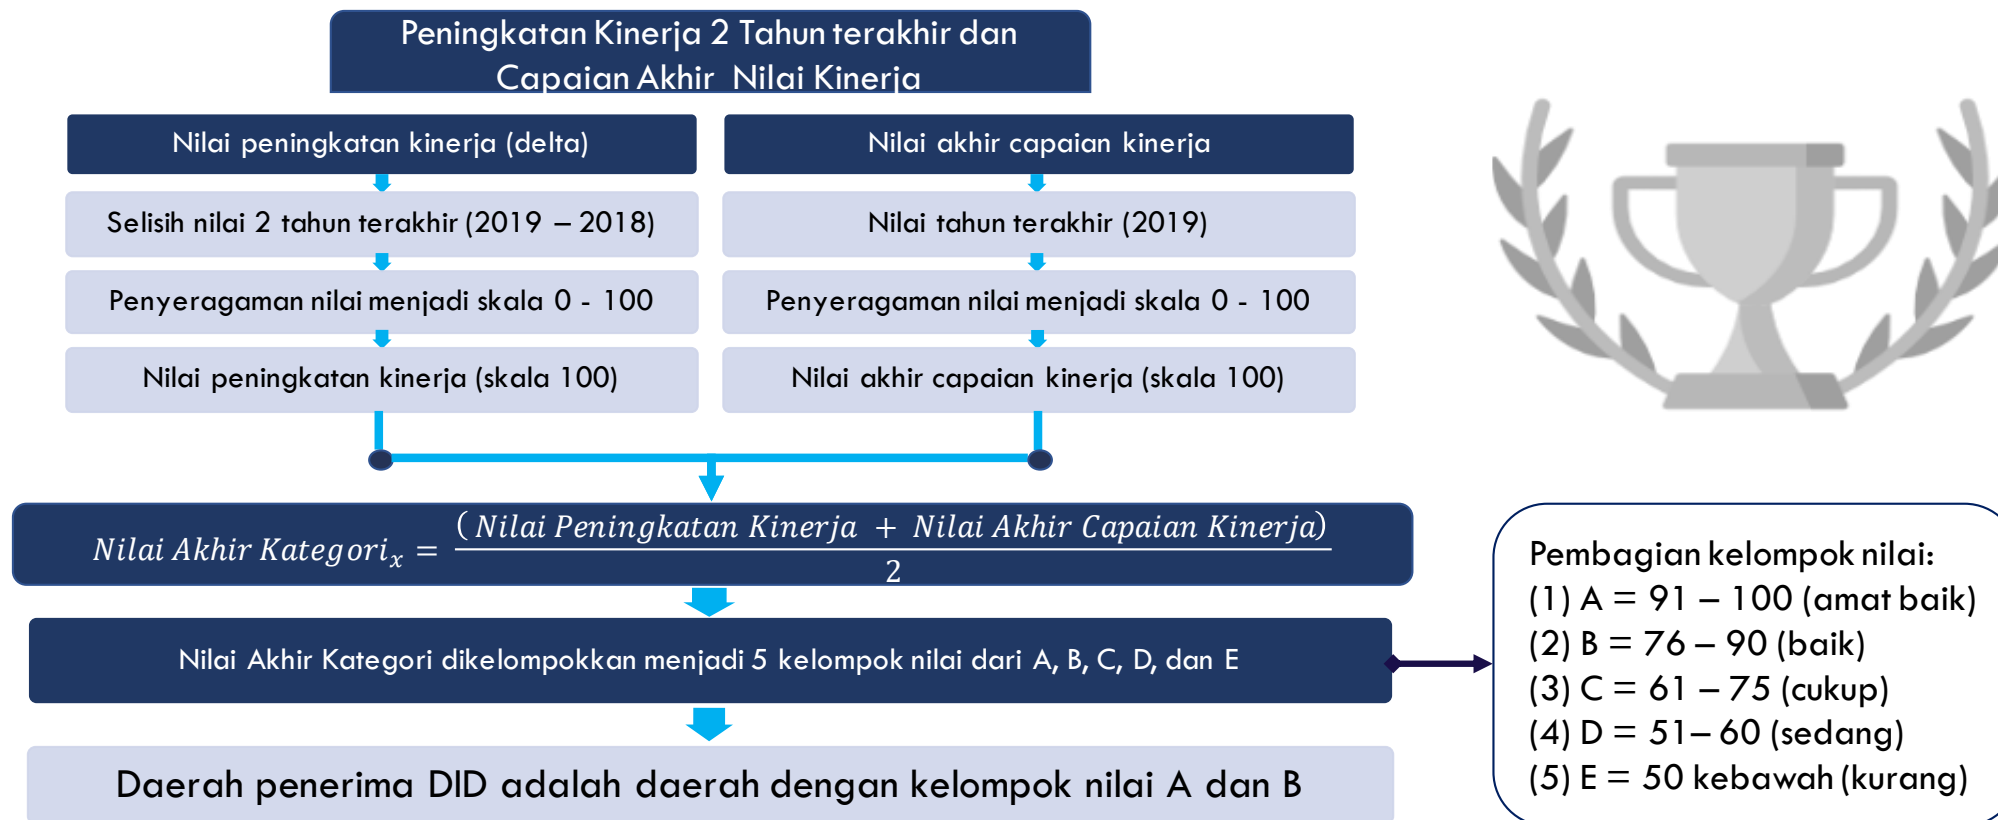 Peningkatan Kinerja 2 Tahun terakhir dan
Capaian Akhir Nilai Kinerja
Nilai peningkatan kinerja (delta)
Selisih nilai 2 tahun terakhir (2019 – 2018)
Penyeragaman nilai menjadi skala 0 - 100
Nilai peningkatan kinerja (skala 100)
Nilai akhir capaian kinerja
Nilai tahun terakhir (2019)
Penyeragaman nilai menjadi skala 0 - 100
Nilai akhir capaian kinerja (skala 100)
Nilai Akhir Kategori_x = (Nilai Peningkatan Kinerja + Nilai Akhir Capaian Kinerja) / 2
Nilai Akhir Kategori dikelompokkan menjadi 5 kelompok nilai dari A, B, C, D, dan E
Daerah penerima DID adalah daerah dengan kelompok nilai A dan B
Pembagian kelompok nilai:
(1) A = 91 – 100 (amat baik)
(2) B = 76 – 90 (baik)
(3) C = 61 – 75 (cukup)
(4) D = 51– 60 (sedang)
(5) E = 50 kebawah (kurang)